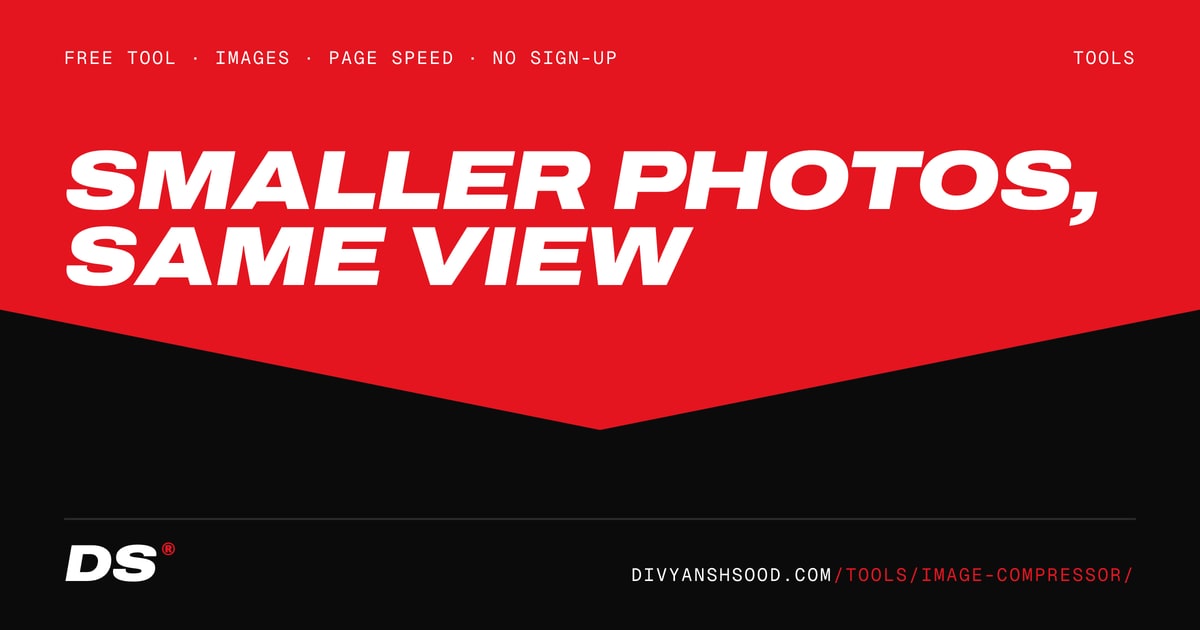 FREE TOOL · IMAGES · PAGE SPEED · NO SIGN-UP
TOOLS
SMALLER PHOTOS,
SAME VIEW
DS®
DIVYANSHSOOD.COM/TOOLS/IMAGE-COMPRESSOR/